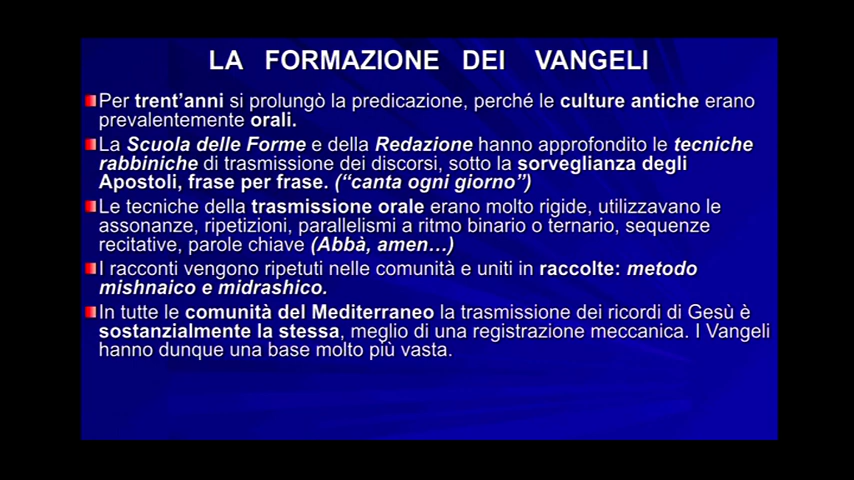 LA FORMAZIONE DEI VANGELI
Per trent'anni si prolungò la predicazione, perché le culture antiche erano
prevalentemente orali.
La Scuola delle Forme e della Redazione hanno approfondito le tecniche
rabbiniche di trasmissione dei discorsi, sotto la sorveglianza degli
Apostoli, frase per frase. ("canta ogni giorno")
Le tecniche della trasmissione orale erano molto rigide, utilizzavano le
assonanze, ripetizioni, parallelismi a ritmo binario o ternario, sequenze
recitative, parole chiave (Abbà, amen…)
I racconti vengono ripetuti nelle comunità e uniti in raccolte: metodo
mishnaico e midrashico.
In tutte le comunità del Mediterraneo la trasmissione dei ricordi di Gesù è
sostanzialmente la stessa, meglio di una registrazione meccanica. I Vangeli
hanno dunque una base molto più vasta.